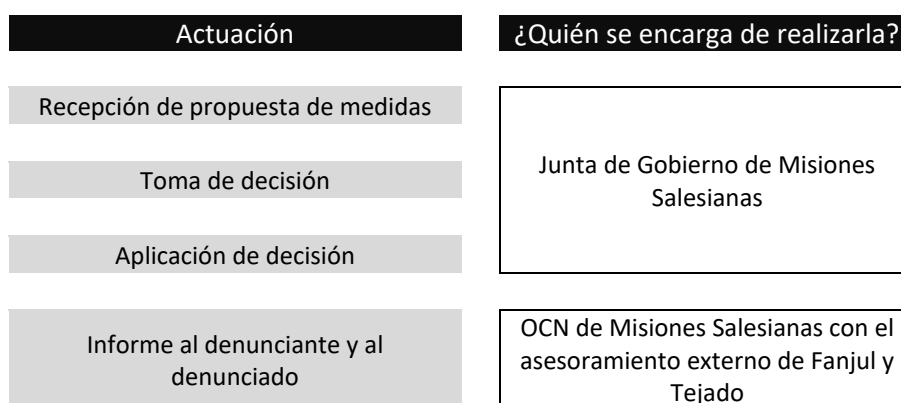 Actuación
¿Quién se encarga de realizarla?
Recepción de propuesta de medidas
Toma de decisión
Aplicación de decisión
Junta de Gobierno de Misiones
Salesianas
Informe al denunciante y al
denunciado
OCN de Misiones Salesianas con el
asesoramiento externo de Fanjul y
Tejado